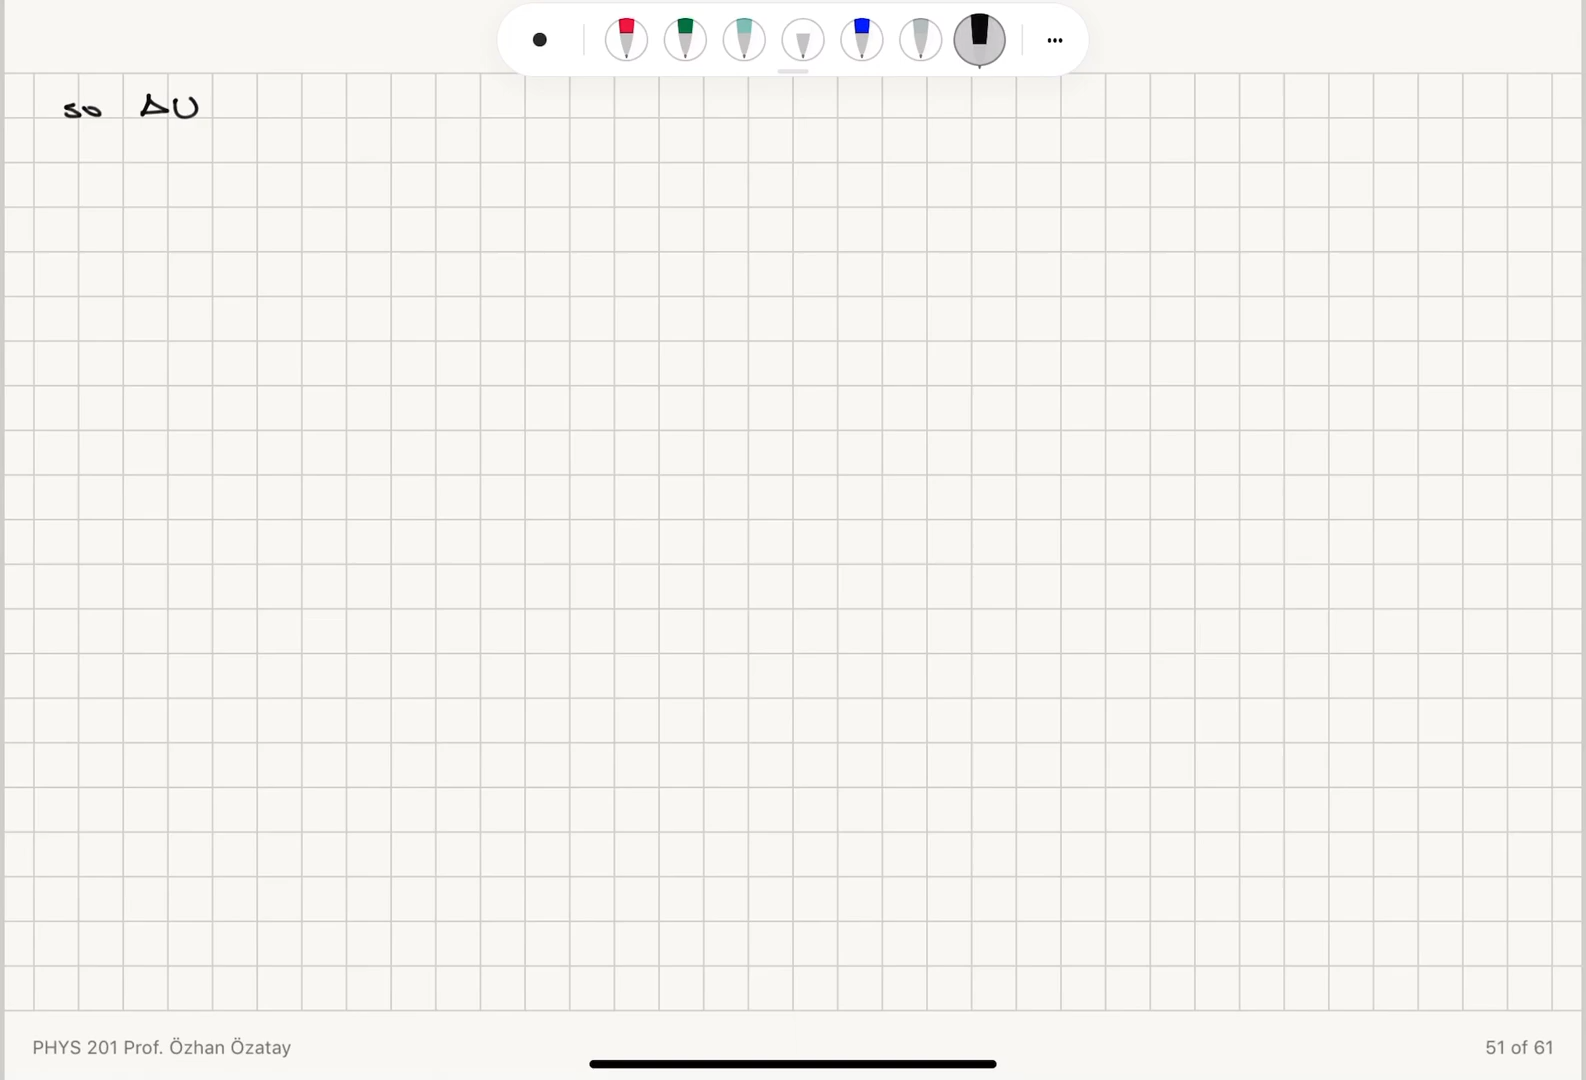 so ΔU
PHYS 201 Prof. Özhan Özatay
51 of 61